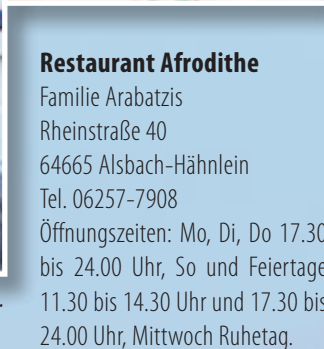 Restaurant Afrodithe
Familie Arabatzis
Rheinstraße 40
64665 Alsbach-Hähnlein
Tel. 06257-7908
Öffnungszeiten: Mo, Di, Do 17.30
bis 24.00 Uhr, So und Feiertage
11.30 bis 14.30 Uhr und 17.30 bis
24.00 Uhr, Mittwoch Ruhetag.